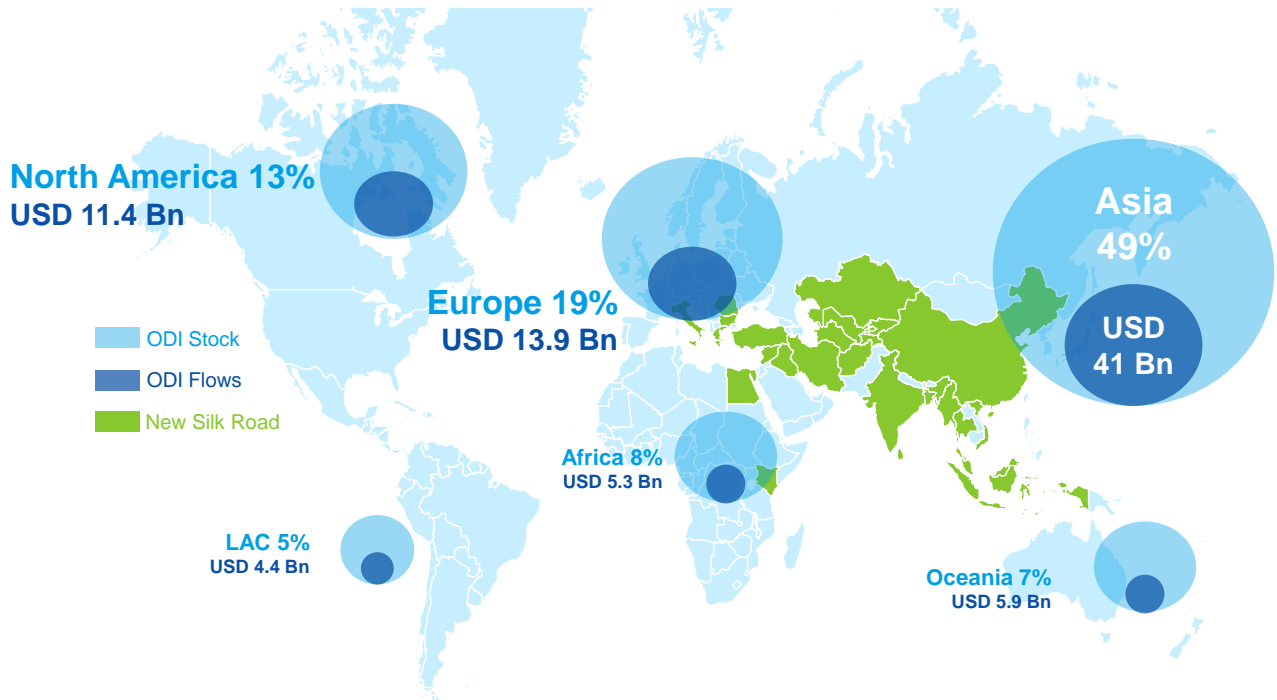 North America 13%
USD 11.4 Bn
Asia
49%
USD
41 Bn
Europe 19%
USD 13.9 Bn
ODI Stock
ODI Flows
New Silk Road
Africa 8%
USD 5.3 Bn
LAC 5%
USD 4.4 Bn
Oceania 7%
USD 5.9 Bn